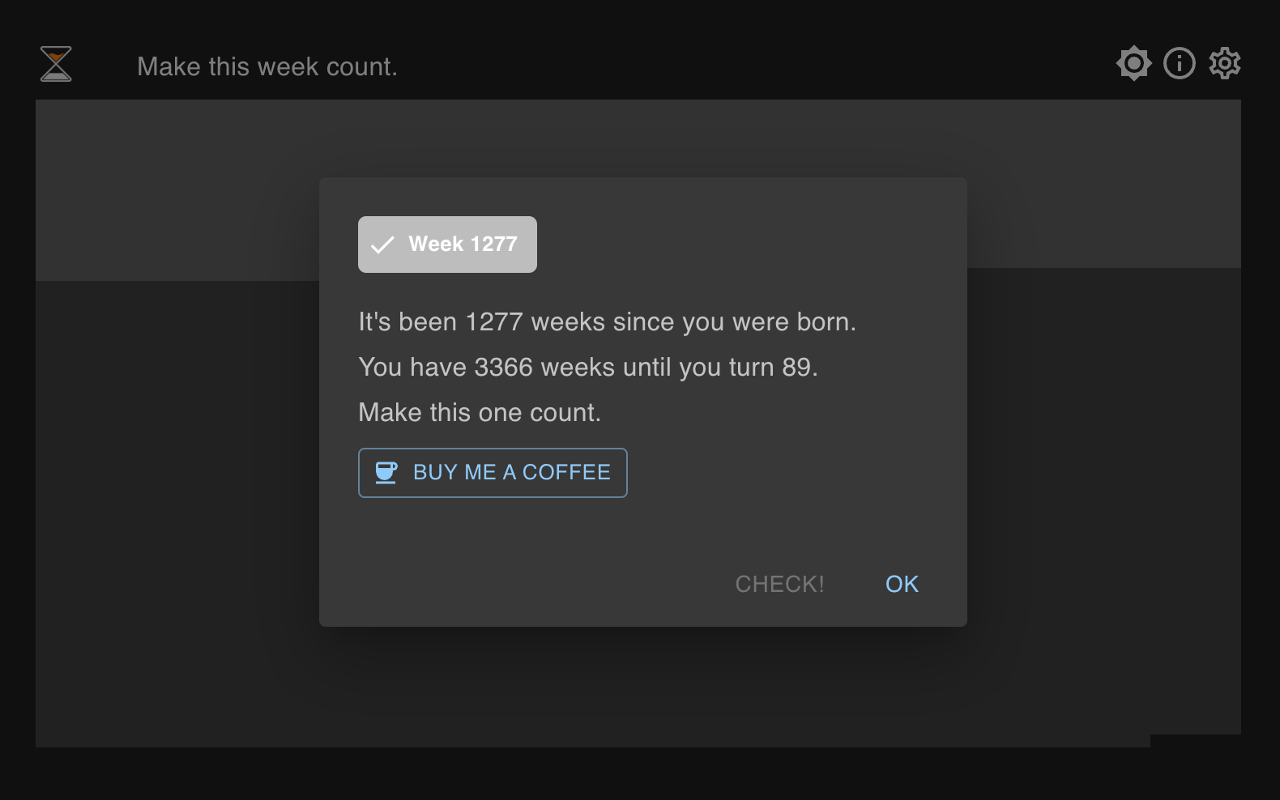 Make this week count.
Week 1277
It's been 1277 weeks since you were born.
You have 3366 weeks until you turn 89.
Make this one count.
BUY ME A COFFEE
CHECK! OK